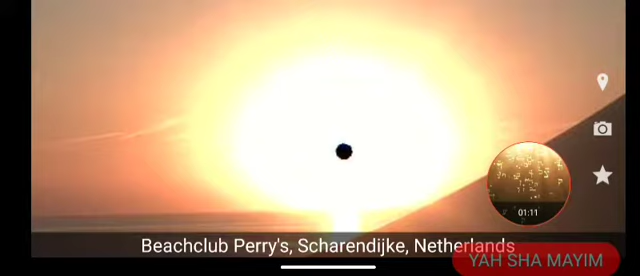 01:11
Beachclub Perry's, Scharendijke, Netherlands
YAH SHA MAYIM